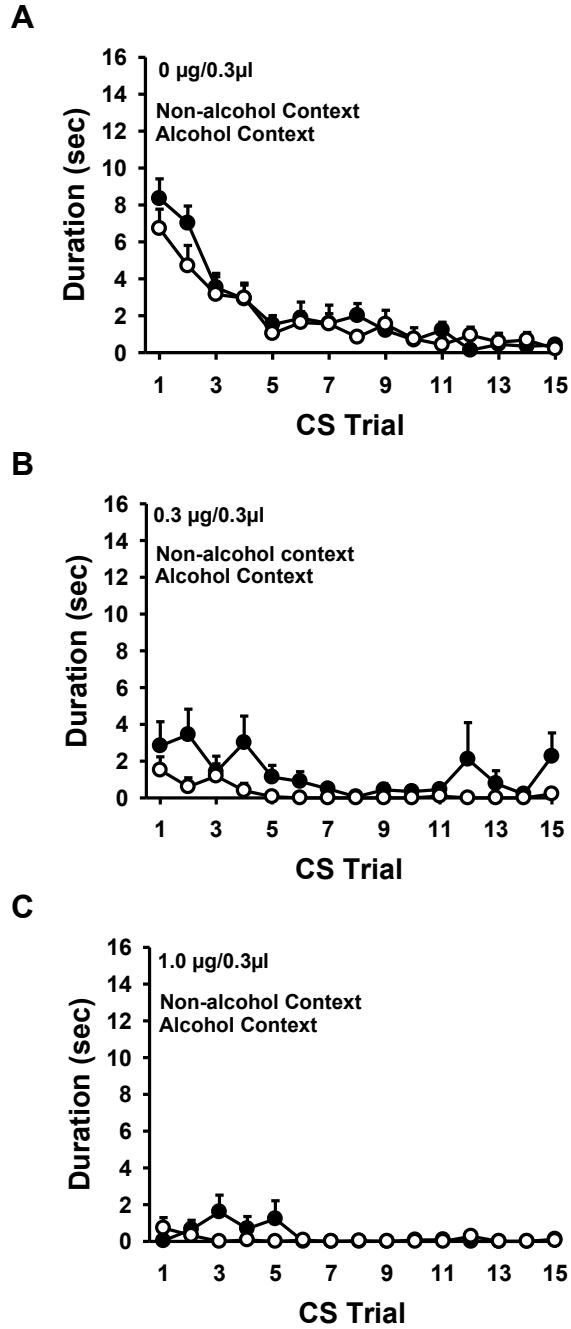 A
0 µg/0.3µl
Non-alcohol Context
Alcohol Context
Duration (sec)
16
14
12
10
8
6
4
2
0
1 3 5 7 9 11 13 15
CS Trial
B
0.3 µg/0.3µl
Non-alcohol context
Alcohol Context
Duration (sec)
16
14
12
10
8
6
4
2
0
1 3 5 7 9 11 13 15
CS Trial
C
1.0 µg/0.3µl
Non-alcohol Context
Alcohol Context
Duration (sec)
16
14
12
10
8
6
4
2
0
1 3 5 7 9 11 13 15
CS Trial